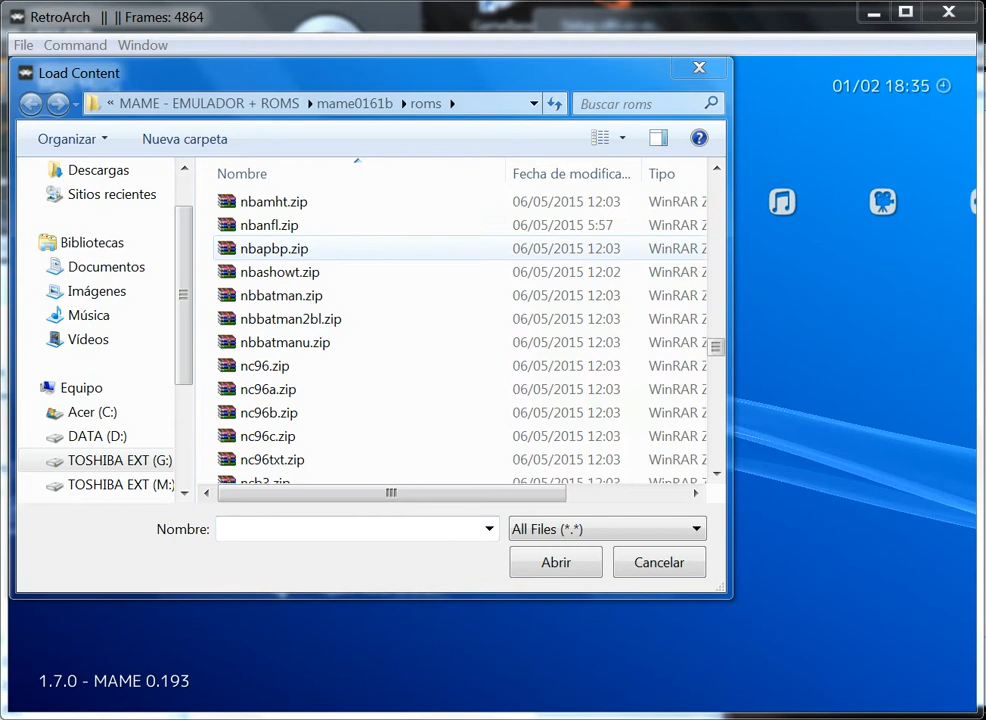 RetroArch || || Frames: 4864
File Command Window
Load Content
« MAME - EMULADOR + ROMS mame0161b roms
Buscar roms
01/02 18:35
Organizar Nueva carpeta
Descargas
Sitios recientes
Bibliotecas
Documentos
Imágenes
Música
Vídeos
Equipo
Acer (C:)
DATA (D:)
TOSHIBA EXT (G:)
TOSHIBA EXT (M:)
Nombre Fecha de modifica... Tipo
nbamht.zip 06/05/2015 12:03 WinRAR Z
nbanfl.zip 06/05/2015 5:57 WinRAR Z
nbapbp.zip 06/05/2015 12:03 WinRAR Z
nbashowt.zip 06/05/2015 12:02 WinRAR Z
nbbatman.zip 06/05/2015 12:03 WinRAR Z
nbbatman2bl.zip 06/05/2015 12:03 WinRAR Z
nbbatmanu.zip 06/05/2015 12:03 WinRAR Z
nc96.zip 06/05/2015 12:03 WinRAR Z
nc96a.zip 06/05/2015 12:03 WinRAR Z
nc96b.zip 06/05/2015 12:03 WinRAR Z
nc96c.zip 06/05/2015 12:03 WinRAR Z
nc96txt.zip 06/05/2015 12:03 WinRAR Z
Nombre:
All Files (*.*)
Abrir Cancelar
1.7.0 - MAME 0.193